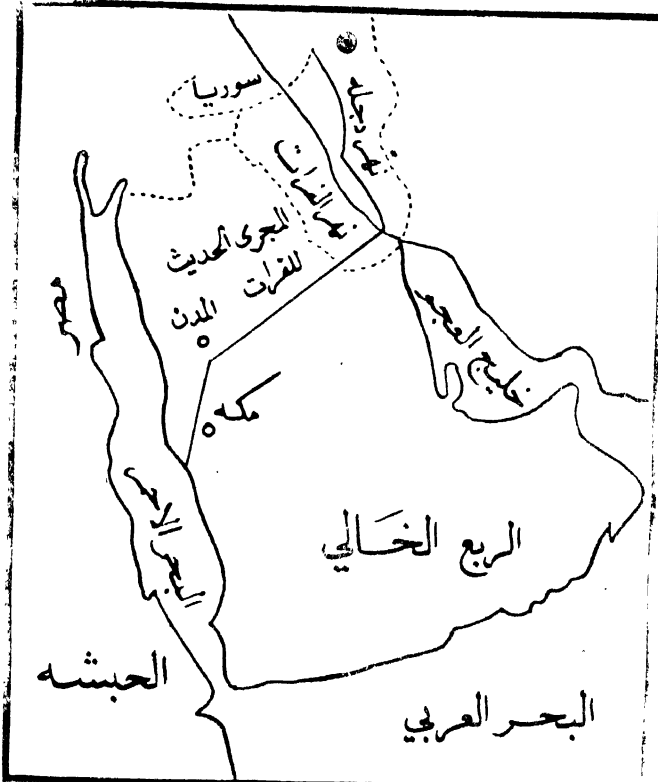 سوريا
نهر دجله
نهر الفرات
المجرى الحديث
للفرات
المدن
مصر
خليج العجم
مكه
البحر الاحمر
الربع الخالي
الحبشه
البحر العربي